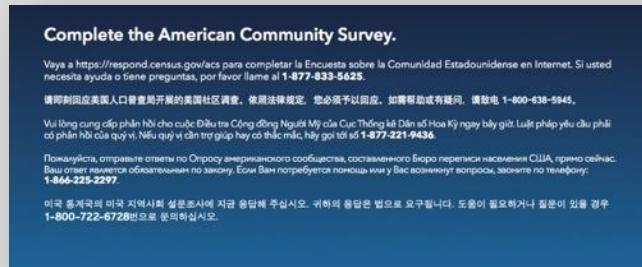 Complete the American Community Survey.
Vaya a https://respond.census.gov/acs para completar la Encuesta sobre la Comunidad Estadounidense en Internet. Si usted
necesita ayuda o tiene preguntas, por favor llame al 1-877-833-5625.
请即刻回应美国人口普查局开展的美国社区调查。依照法律规定，您必须予以回应。如需帮助或有疑问，请致电 1-800-638-5945。
Vui lòng cung cấp phản hồi cho cuộc Điều tra Cộng đồng Người Mỹ của Cục Thống kê Dân số Hoa Kỳ ngay bây giờ. Luật pháp yêu cầu phải
có phản hồi của quý vị. Nếu quý vị cần trợ giúp hay có thắc mắc, hãy gọi tới số 1-877-221-9436.
Пожалуйста, отправьте ответы по Опросу американского сообщества, составленного Бюро переписи населения США, прямо сейчас.
Ваш ответ является обязательным по закону. Если Вам потребуется помощь или у Вас возникнут вопросы, звоните по телефону:
1-866-225-2297.
미국 통계국의 미국 지역사회 설문조사에 지금 응답해 주십시오. 귀하의 응답은 법으로 요구됩니다. 도움이 필요하거나 질문이 있을 경우
1-800-722-6728번으로 문의하십시오.